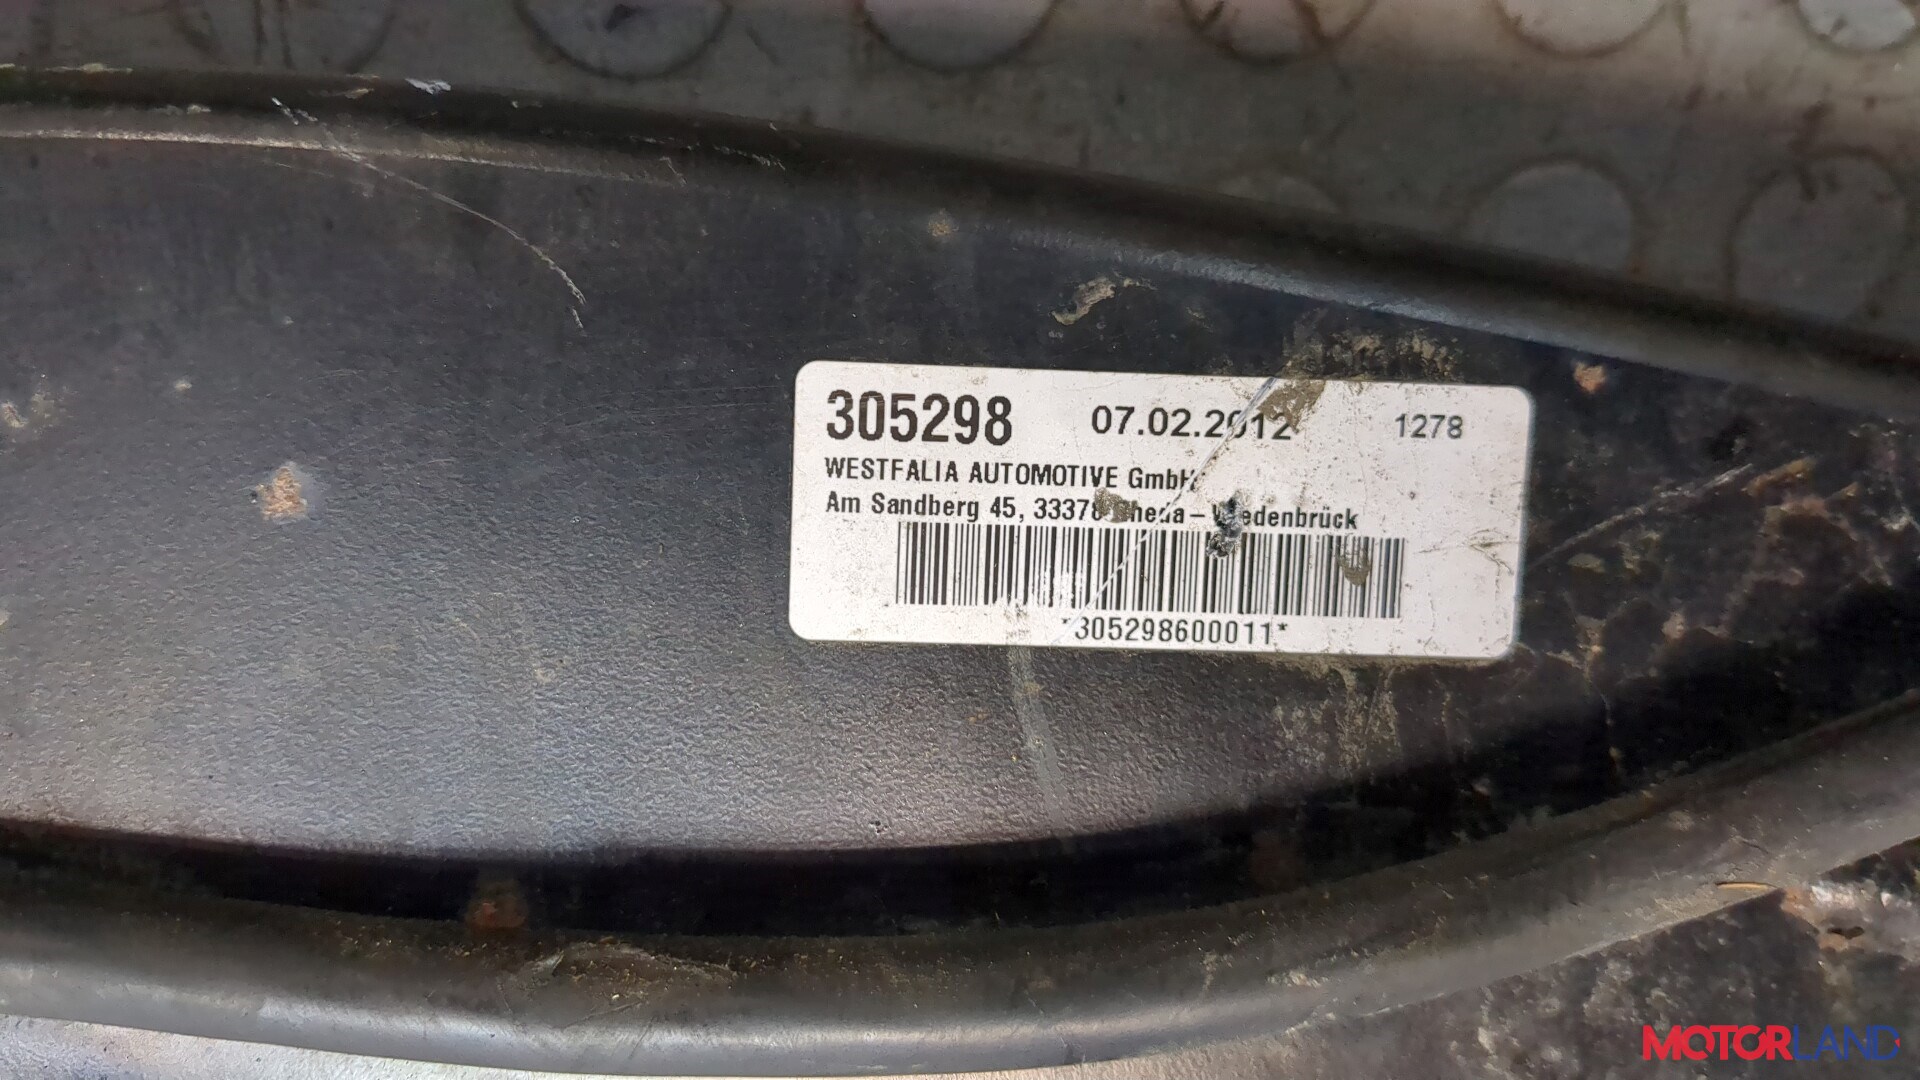 305298 07.02.2012 1278
WESTFALIA AUTOMOTIVE GmbH
Am Sandberg 45, 33378 Rheda – Wiedenbrück
*305298600011*
MOTORLAND